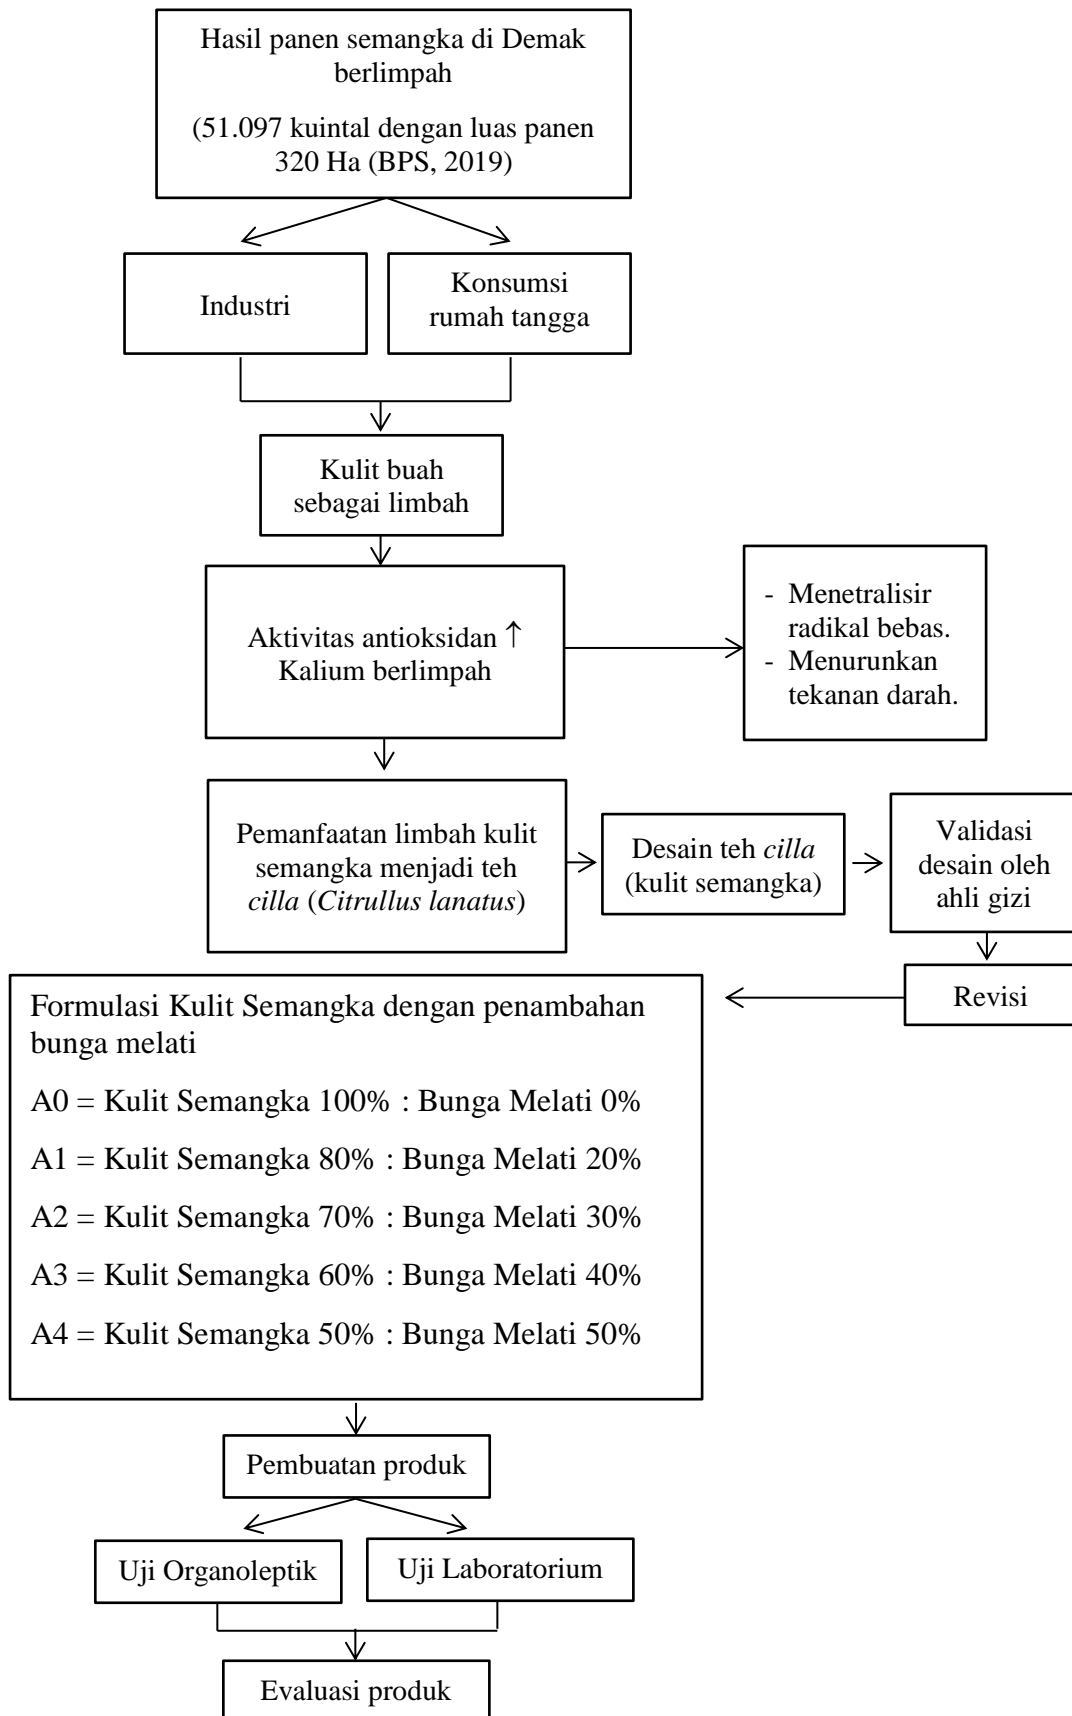 Hasil panen semangka di Demak
berlimpah
(51.097 kuintal dengan luas panen
320 Ha (BPS, 2019)
Industri
Konsumsi
rumah tangga
Kulit buah
sebagai limbah
Aktivitas antioksidan ↑
Kalium berlimpah
- Menetralisir
radikal bebas.
- Menurunkan
tekanan darah.
Pemanfaatan limbah kulit
semangka menjadi teh
cilla (Citrullus lanatus)
Desain teh cilla
(kulit semangka)
Validasi
desain oleh
ahli gizi
Revisi
Formulasi Kulit Semangka dengan penambahan
bunga melati
A0 = Kulit Semangka 100% : Bunga Melati 0%
A1 = Kulit Semangka 80% : Bunga Melati 20%
A2 = Kulit Semangka 70% : Bunga Melati 30%
A3 = Kulit Semangka 60% : Bunga Melati 40%
A4 = Kulit Semangka 50% : Bunga Melati 50%
Pembuatan produk
Uji Organoleptik
Uji Laboratorium
Evaluasi produk